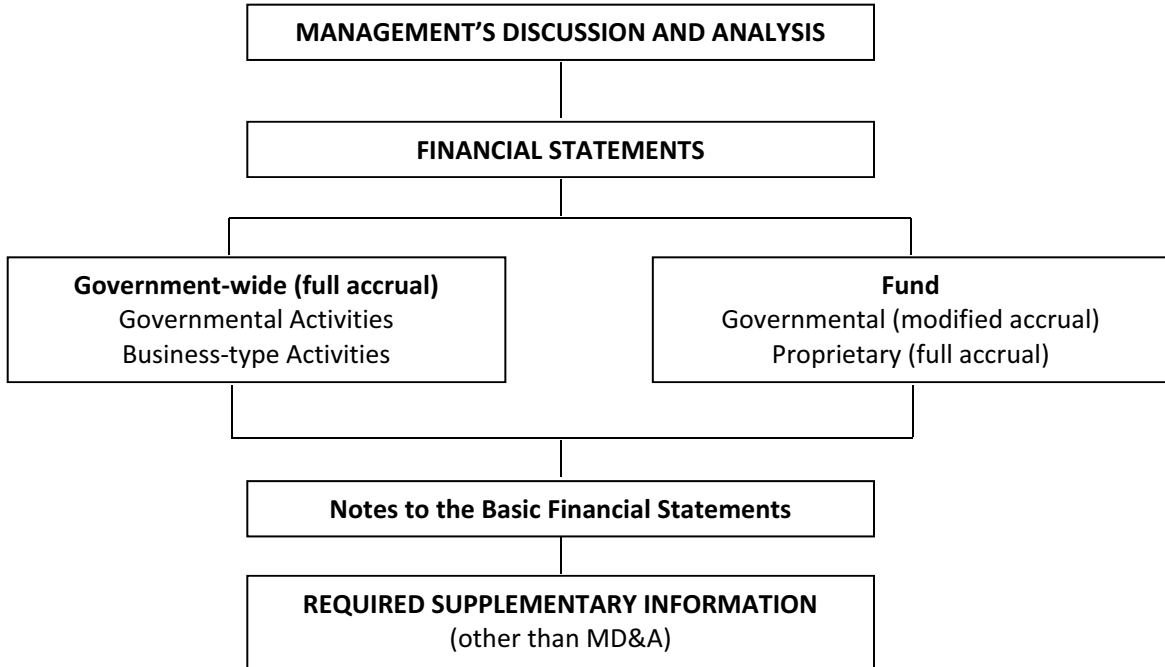 MANAGEMENT’S DISCUSSION AND ANALYSIS
FINANCIAL STATEMENTS
Government-wide (full accrual)
Governmental Activities
Business-type Activities
Fund
Governmental (modified accrual)
Proprietary (full accrual)
Notes to the Basic Financial Statements
REQUIRED SUPPLEMENTARY INFORMATION
(other than MD&A)